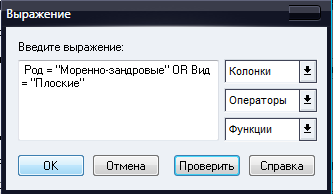 Выражение
Введите выражение:
Род = "Моренно-зандровые" OR Вид
= "Плоские"
Колонки
Операторы
Функции
OK
Отмена
Проверить
Справка